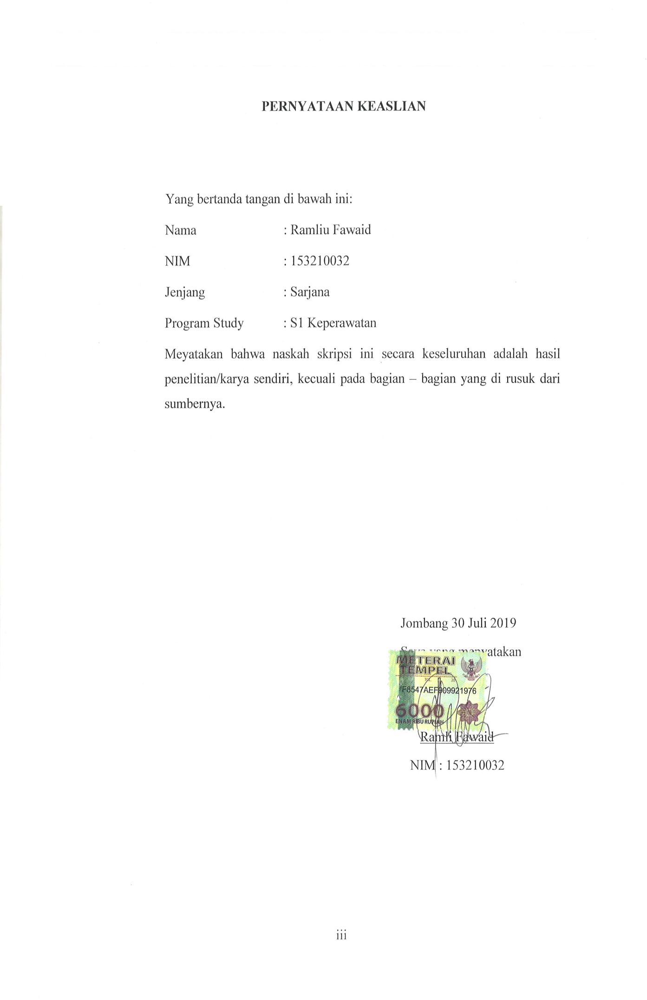 PERNYATAAN KEASLIAN
Yang bertanda tangan di bawah ini:
Nama : Ramliu Fawaid
NIM : 153210032
Jenjang : Sarjana
Program Study : S1 Keperawatan
Meyatakan bahwa naskah skripsi ini secara keseluruhan adalah hasil
penelitian/karya sendiri, kecuali pada bagian – bagian yang di rusuk dari
sumbernya.
Jombang 30 Juli 2019
Saya yang menyatakan
METERAI
TEMPEL
TGL. 20
F8547AEF909921976
6000
ENAM RIBU RUPIAH
Ramli Fawaid
NIM : 153210032
iii